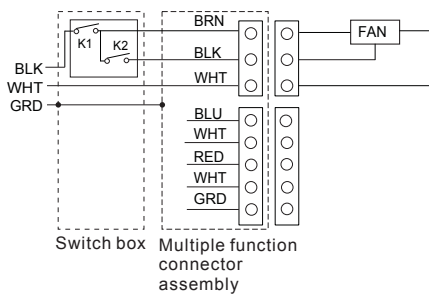 BRN
FAN
K1
K2
BLK
BLK
WHT
WHT
GRD
BLU
WHT
RED
WHT
GRD
Switch box
Multiple function
connector
assembly